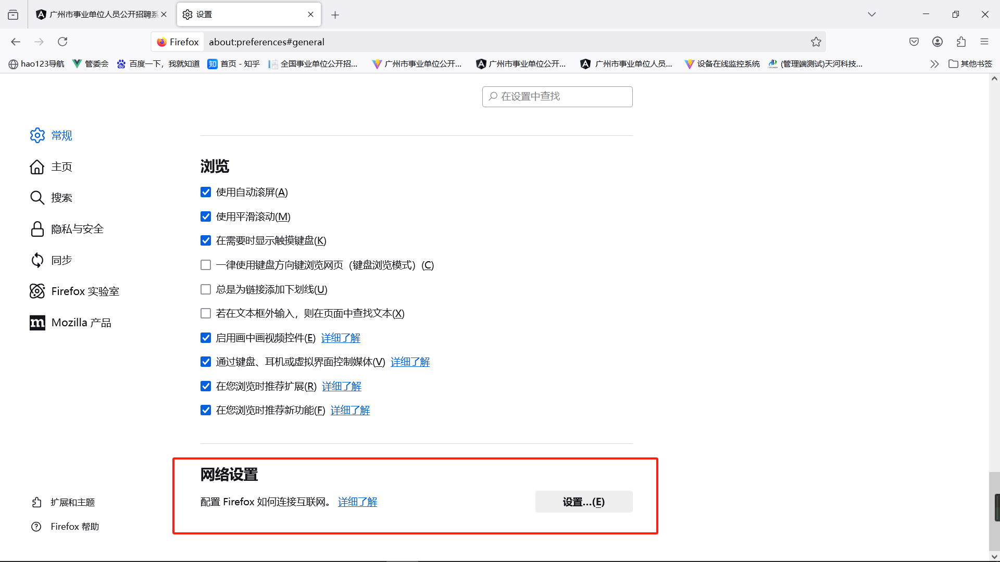 广州市事业单位人员公开招聘系
设置
Firefox about:preferences#general
hao123导航 管委会 百度一下，我就知道 知 首页 - 知乎 全国事业单位公开招... 广州市事业单位公开... 广州市事业单位公开... 广州市事业单位人员... 设备在线监控系统 (管理端测试)天河科技... 其他书签
在设置中查找
常规
主页
搜索
隐私与安全
同步
Firefox 实验室
m Mozilla 产品
扩展和主题
Firefox 帮助
浏览
使用自动滚屏(A)
使用平滑滚动(M)
在需要时显示触摸键盘(K)
一律使用键盘方向键浏览网页（键盘浏览模式）(C)
总是为链接添加下划线(U)
若在文本框外输入，则在页面中查找文本(X)
启用画中画视频控件(E) 详细了解
通过键盘、耳机或虚拟界面控制媒体(V) 详细了解
在您浏览时推荐扩展(R) 详细了解
在您浏览时推荐新功能(F) 详细了解
网络设置
配置 Firefox 如何连接互联网。 详细了解 设置...(E)